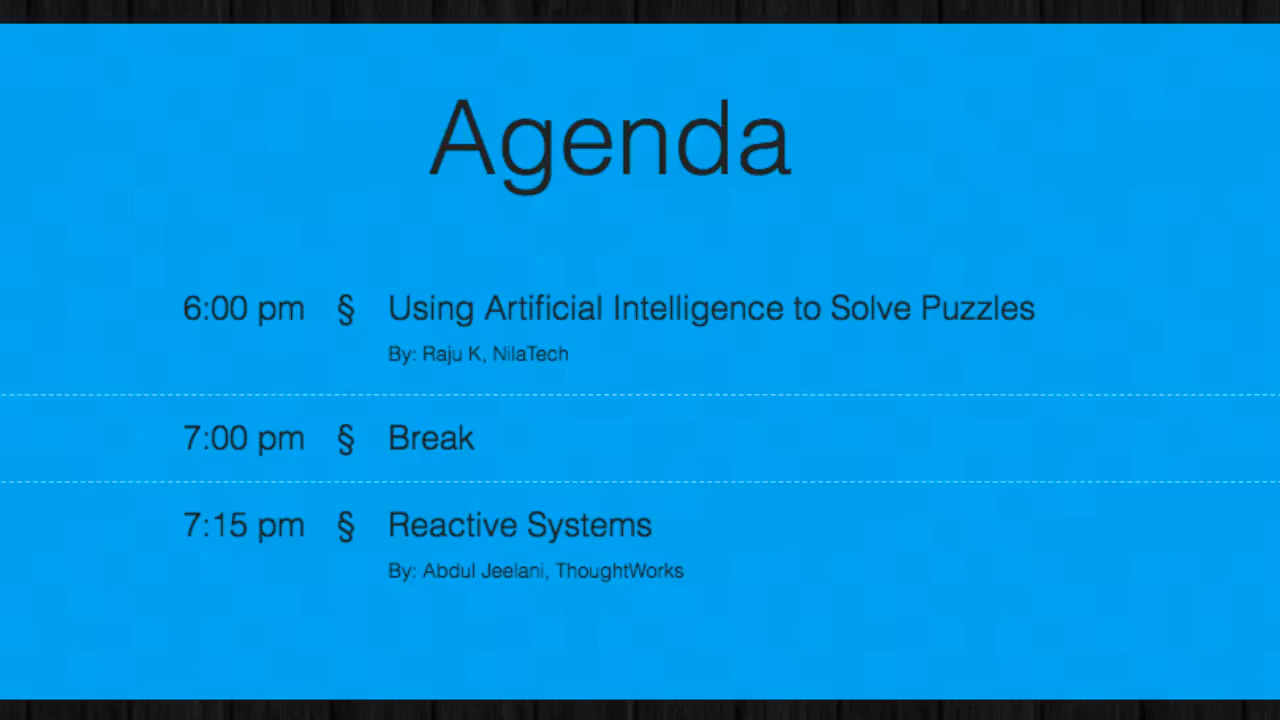 Agenda
6:00 pm § Using Artificial Intelligence to Solve Puzzles
By: Raju K, NilaTech
7:00 pm § Break
7:15 pm § Reactive Systems
By: Abdul Jeelani, ThoughtWorks